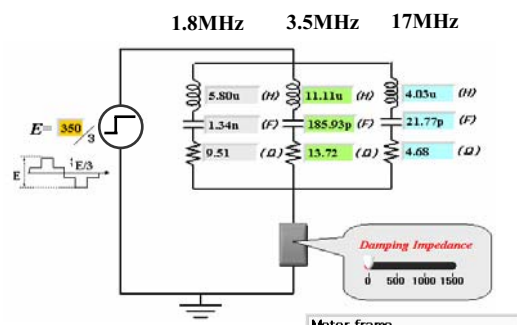 1.8MHz 3.5MHz 17MHz
5.80u (H) 11.11u (H) 4.03u (H)
E= 350/3
1.34n (F) 185.93p (F) 21.77p (F)
E E/3
9.51 (Ω) 13.72 (Ω) 4.68 (Ω)
Damping Impedance
0 500 1000 1500
Motor frame